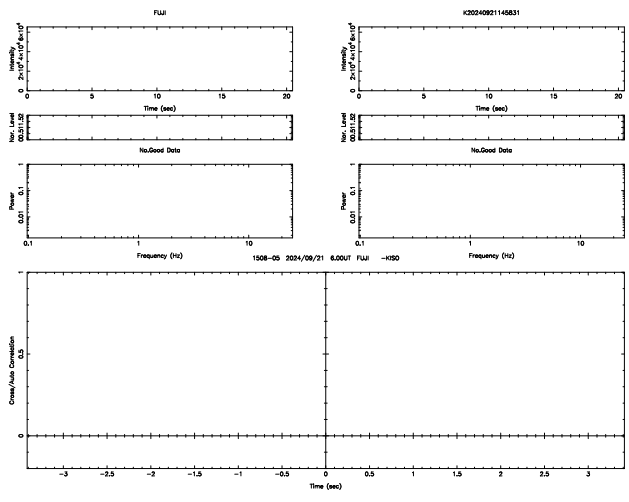 FUJI K20240921145831
Intensity 0 2×10⁴ 4×10⁴ 6×10⁴ Intensity 0 2×10⁴ 4×10⁴ 6×10⁴
0 5 10 15 20 0 5 10 15 20
Time (sec) Time (sec)
Nor. Level 00.511.52 Nor. Level 00.511.52
No.Good Data No.Good Data
Power 1 0.1 0.01 Power 1 0.1 0.01
0.1 1 10 0.1 1 10
Frequency (Hz) Frequency (Hz)
1508-05 2024/09/21 6.00UT FUJI -KISO
Cross/Auto Correlation 1 0.5 0
-3 -2.5 -2 -1.5 -1 -0.5 0 0.5 1 1.5 2 2.5 3
Time (sec)